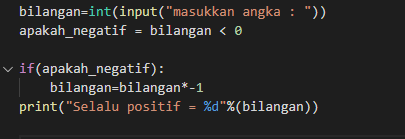 bilangan=int(input("masukkan angka : "))
apakah_negatif = bilangan < 0
if(apakah_negatif):
    bilangan=bilangan*-1
print("Selalu positif = %d"%(bilangan))